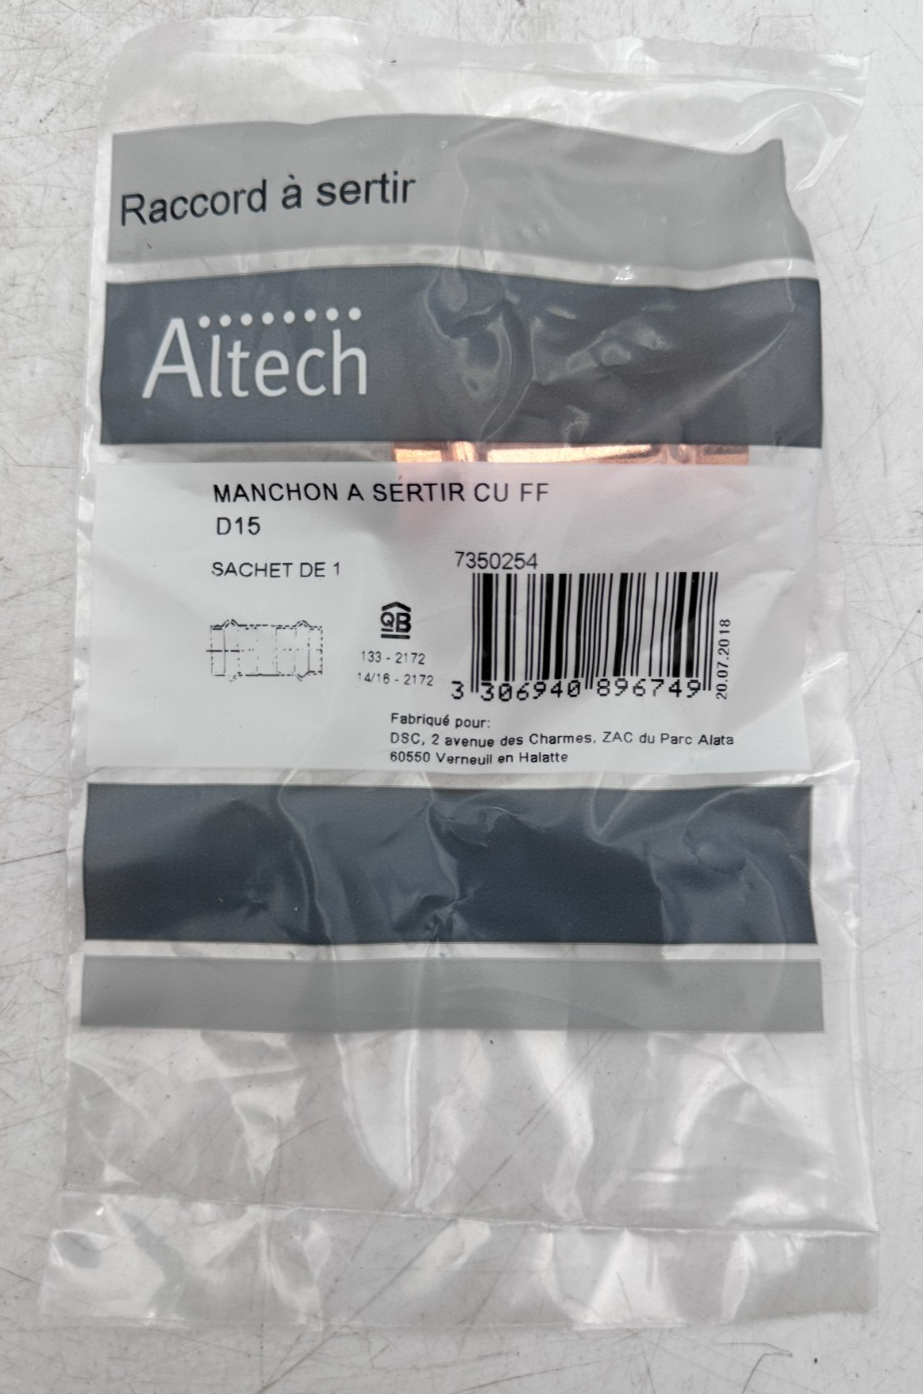 Raccord à sertir
Altech
MANCHON A SERTIR CU FF
D15
SACHET DE 1
7350254
QB
133 - 2172
14/16 - 2172
3 306940 896749
20.07.2018
Fabriqué pour:
DSC, 2 avenue des Charmes. ZAC du Parc Alata
60550 Verneuil en Halatte